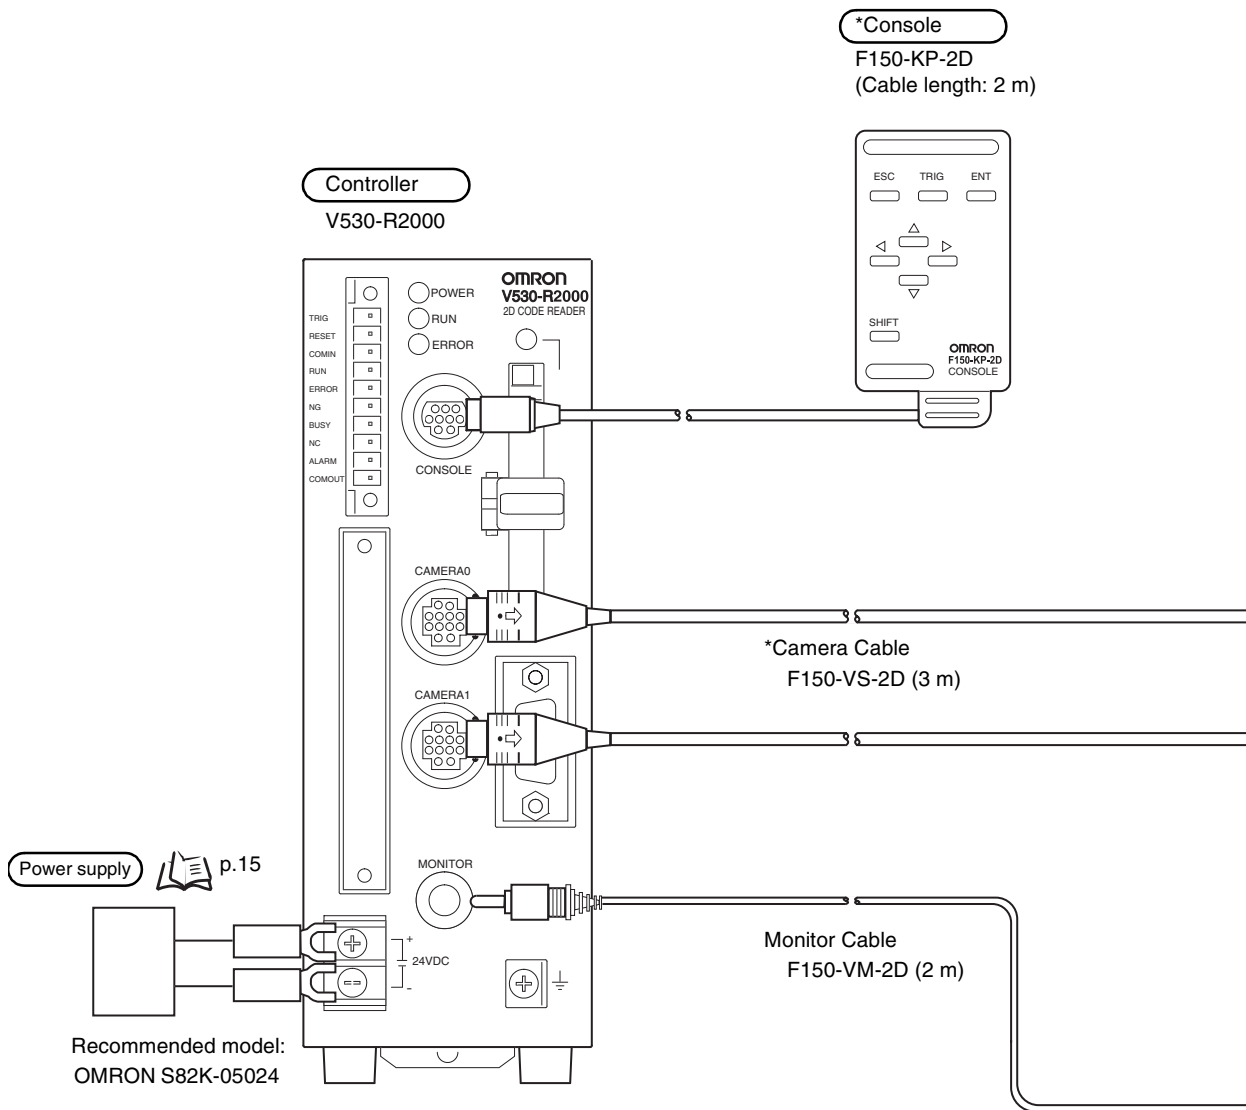 *Console
F150-KP-2D
(Cable length: 2 m)
ESC TRIG ENT
SHIFT
OMRON
F150-KP-2D
CONSOLE
Controller
V530-R2000
OMRON
V530-R2000
2D CODE READER
POWER
RUN
ERROR
TRIG
RESET
COMIN
RUN
ERROR
NG
BUSY
NC
ALARM
COMOUT
CONSOLE
CAMERA0
*Camera Cable
F150-VS-2D (3 m)
CAMERA1
MONITOR
Monitor Cable
F150-VM-2D (2 m)
Power supply
p.15
+
24VDC
-
Recommended model:
OMRON S82K-05024